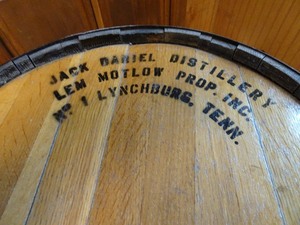 JACK DANIEL DISTILLERY
LEM MOTLOW PROP. INC.
Nº 1 LYNCHBURG, TENN.